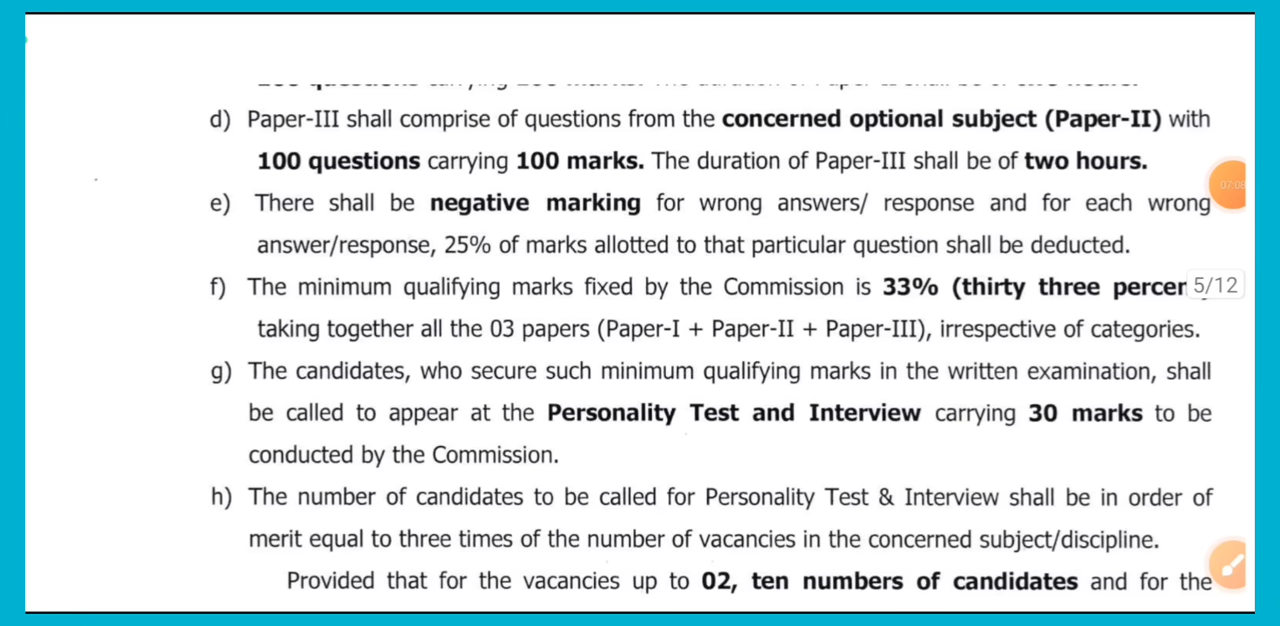 d) Paper-III shall comprise of questions from the concerned optional subject (Paper-II) with
100 questions carrying 100 marks. The duration of Paper-III shall be of two hours.
07:08
e) There shall be negative marking for wrong answers/ response and for each wrong
answer/response, 25% of marks allotted to that particular question shall be deducted.
f) The minimum qualifying marks fixed by the Commission is 33% (thirty three percen
5/12
taking together all the 03 papers (Paper-I + Paper-II + Paper-III), irrespective of categories.
g) The candidates, who secure such minimum qualifying marks in the written examination, shall
be called to appear at the Personality Test and Interview carrying 30 marks to be
conducted by the Commission.
h) The number of candidates to be called for Personality Test & Interview shall be in order of
merit equal to three times of the number of vacancies in the concerned subject/discipline.
Provided that for the vacancies up to 02, ten numbers of candidates and for the